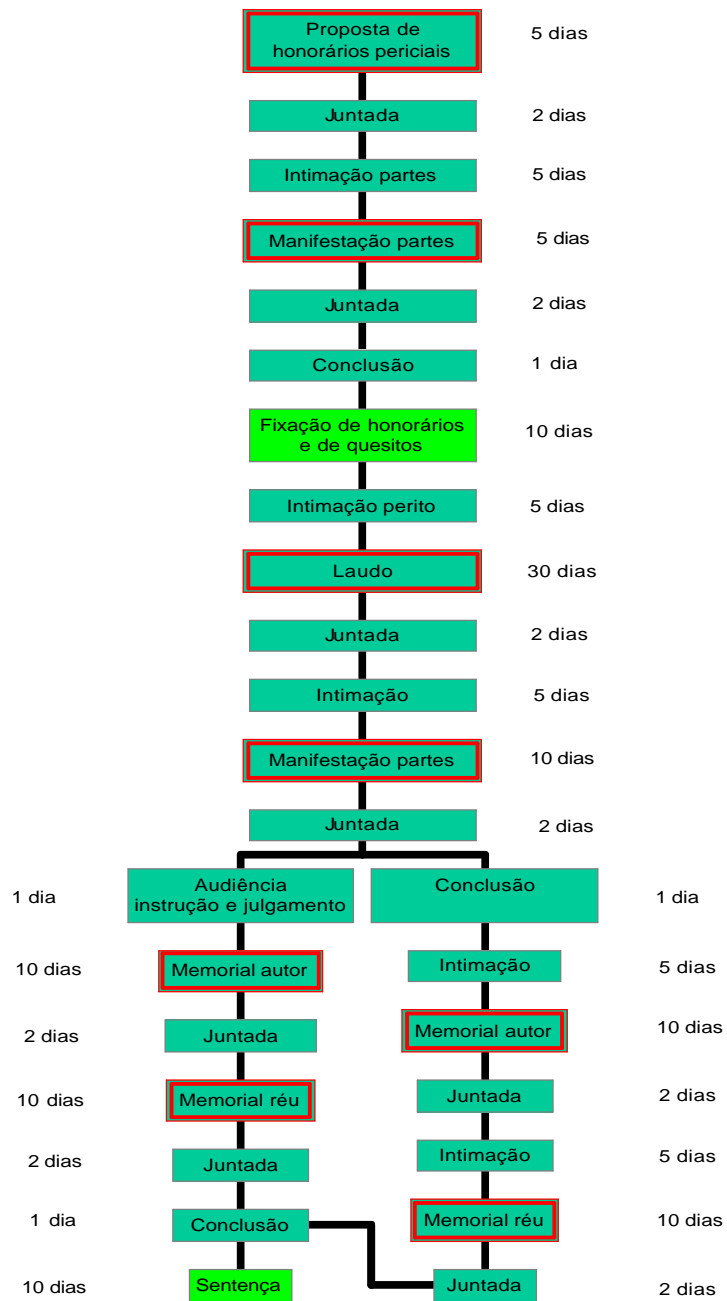 Proposta de
honorários periciais
5 dias
Juntada
2 dias
Intimação partes
5 dias
Manifestação partes
5 dias
Juntada
2 dias
Conclusão
1 dia
Fixação de honorários
e de quesitos
10 dias
Intimação perito
5 dias
Laudo
30 dias
Juntada
2 dias
Intimação
5 dias
Manifestação partes
10 dias
Juntada
2 dias
1 dia
Audiência
instrução e julgamento
10 dias
Memorial autor
2 dias
Juntada
10 dias
Memorial réu
2 dias
Juntada
1 dia
Conclusão
10 dias
Sentença
Conclusão
1 dia
Intimação
5 dias
Memorial autor
10 dias
Juntada
2 dias
Intimação
5 dias
Memorial réu
10 dias
Juntada
2 dias